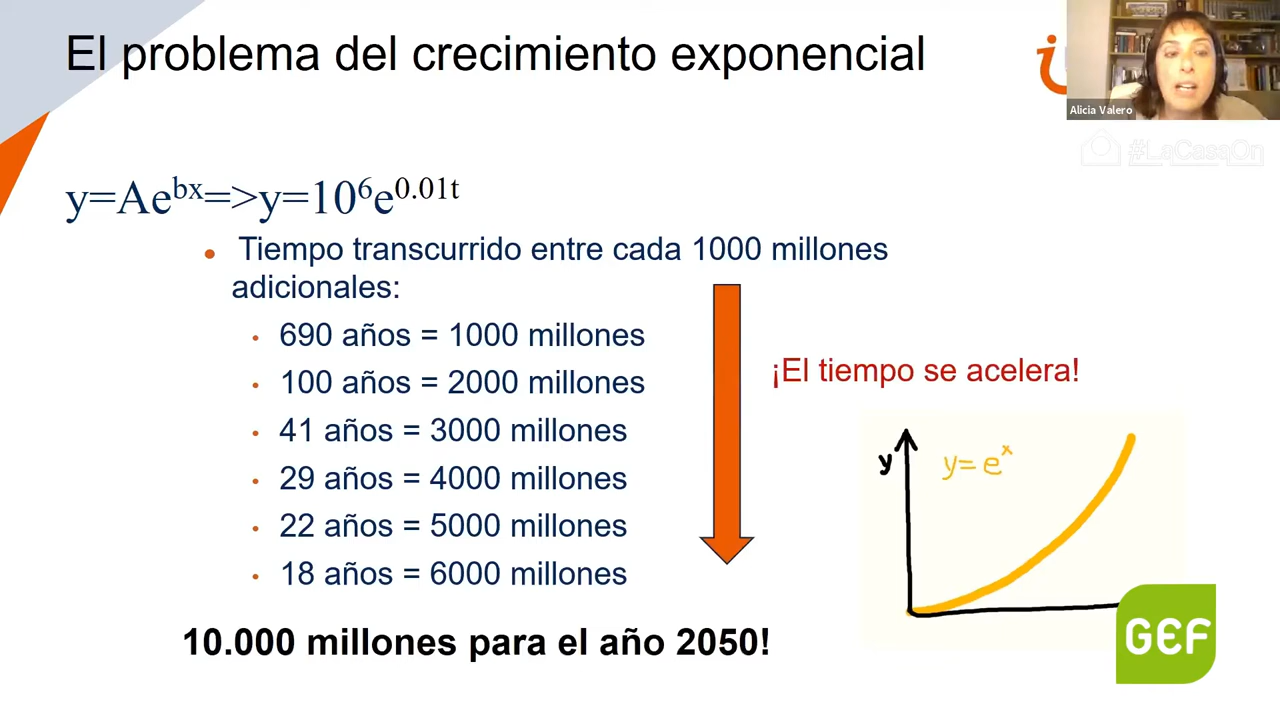 El problema del crecimiento exponencial
Alicia Valero
#LaCasaOn
y=Ae^bx=>y=10^6e^0.01t
• Tiempo transcurrido entre cada 1000 millones
adicionales:
• 690 años = 1000 millones
• 100 años = 2000 millones
• 41 años = 3000 millones
• 29 años = 4000 millones
• 22 años = 5000 millones
• 18 años = 6000 millones
¡El tiempo se acelera!
y
y=e^x
10.000 millones para el año 2050!
GEF